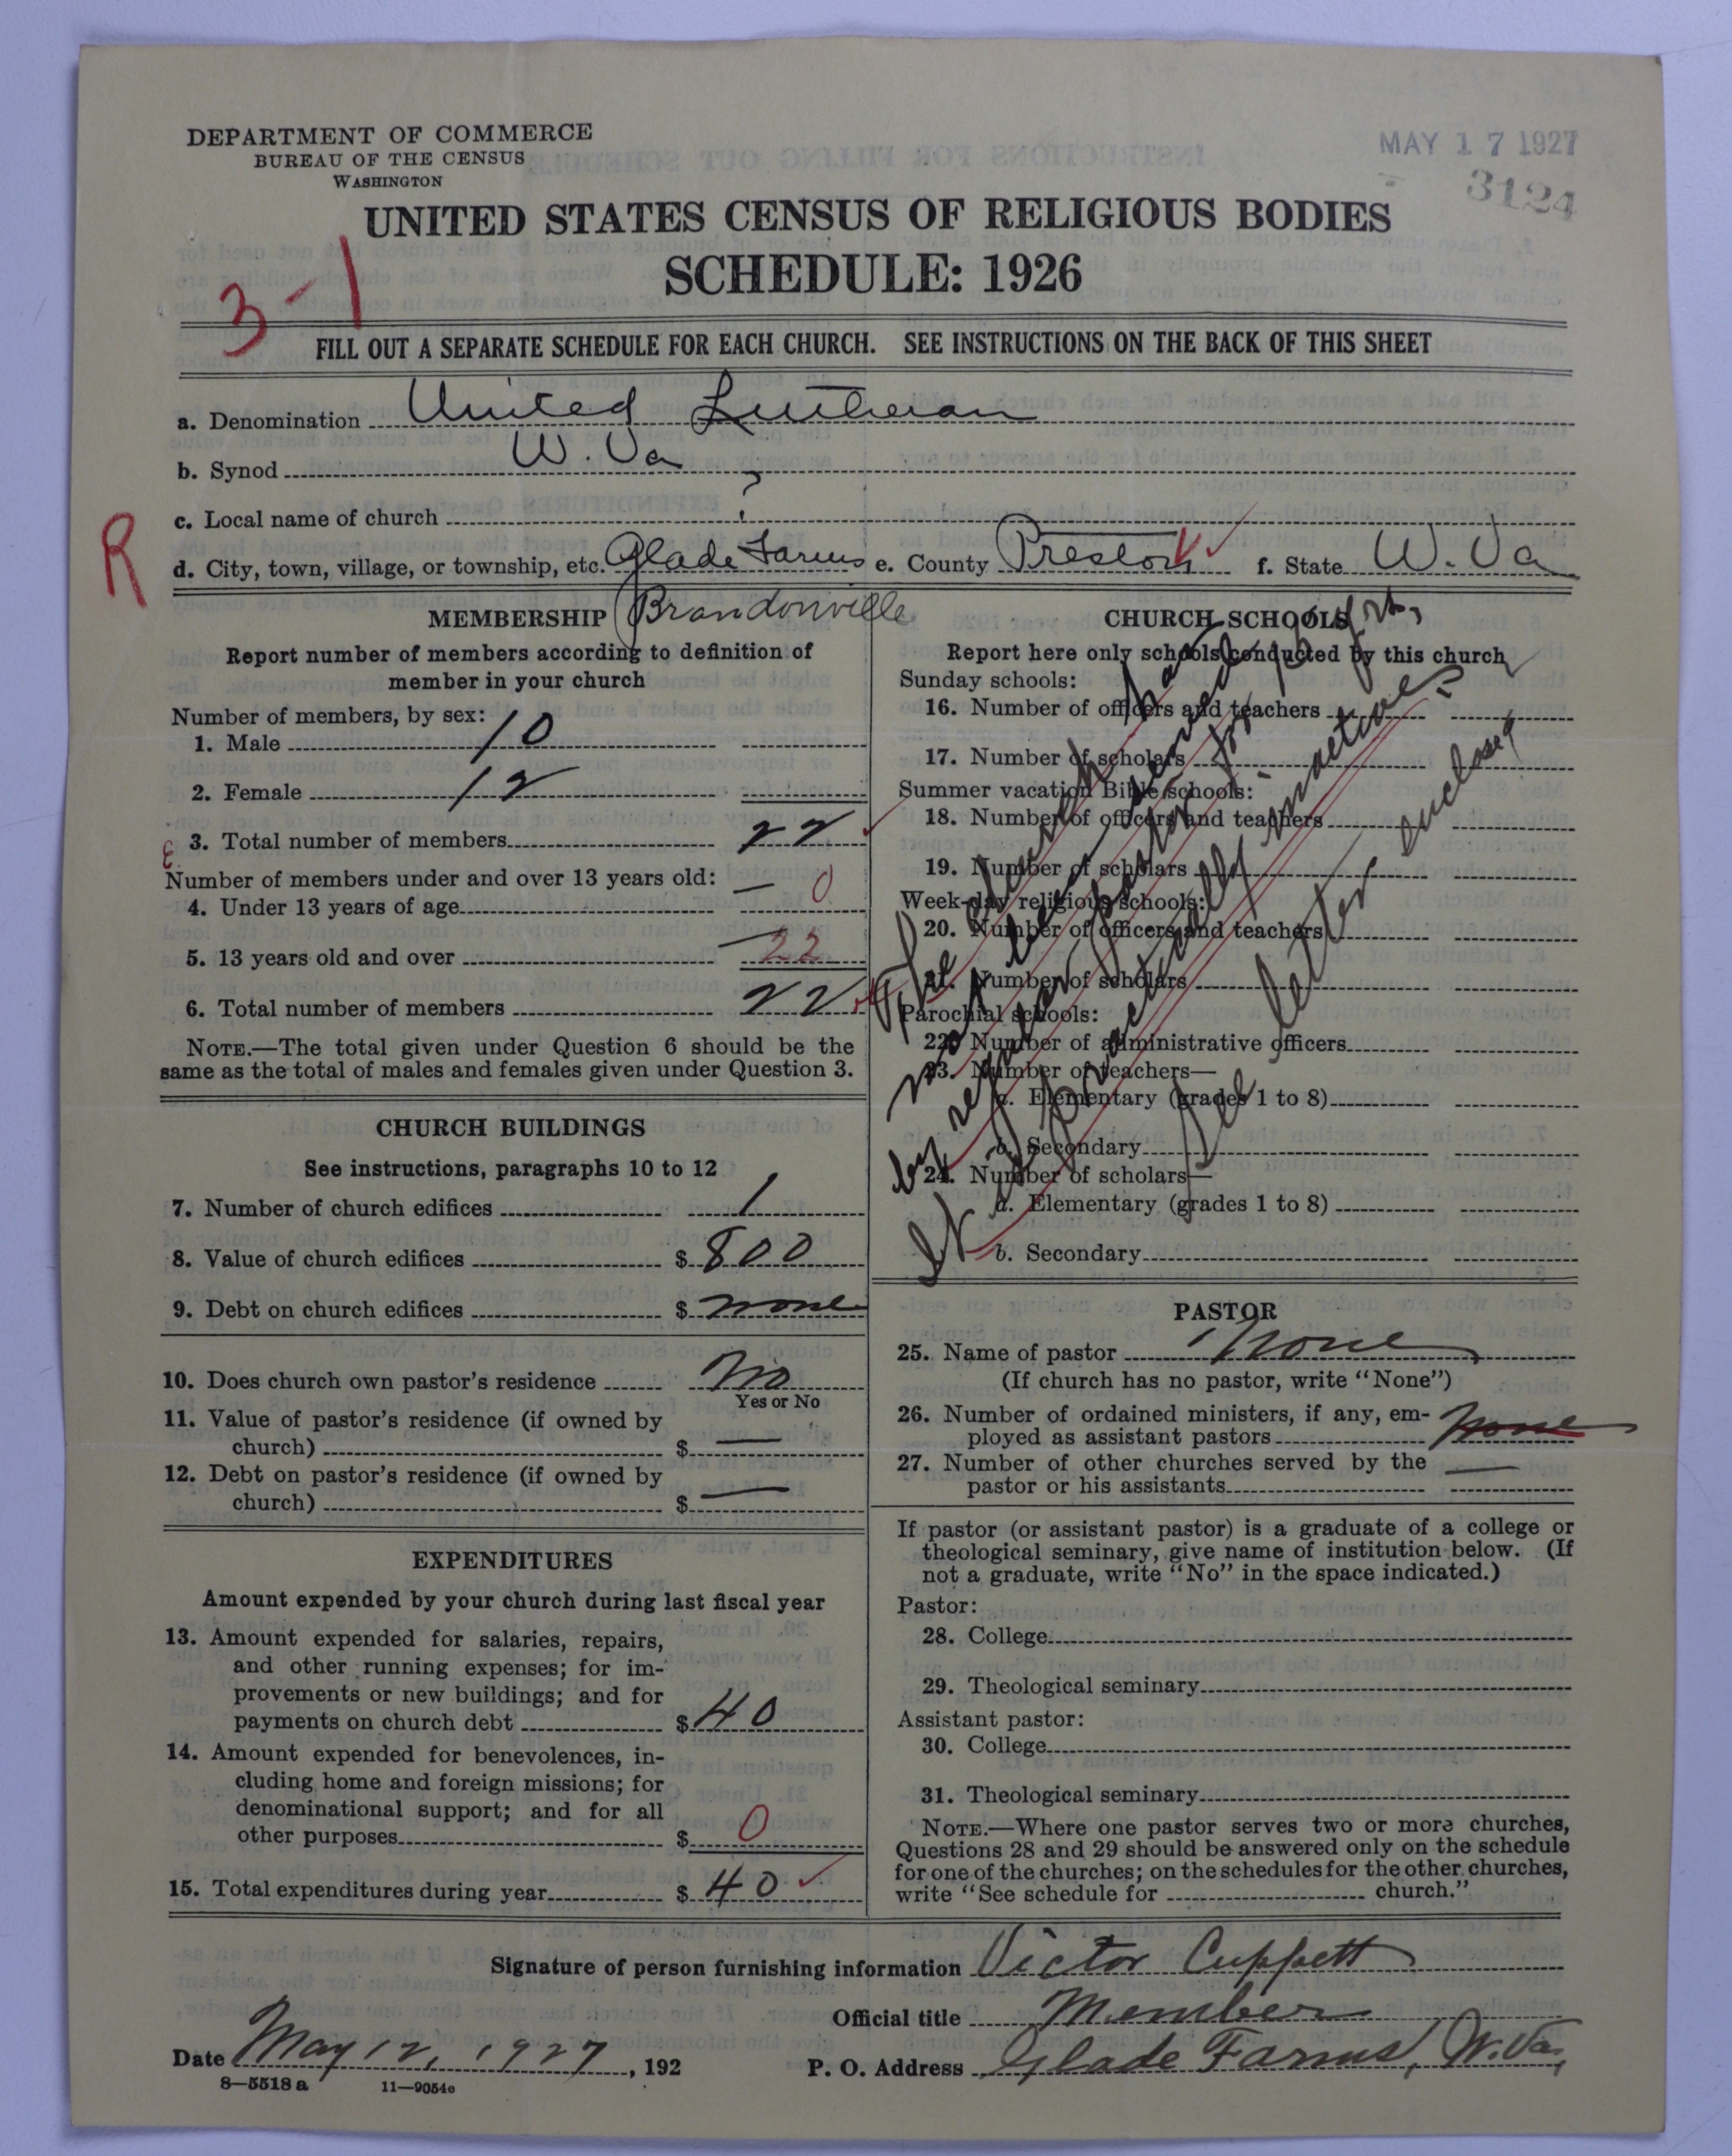 DEPARTMENT OF COMMERCE
BUREAU OF THE CENSUS
WASHINGTON
MAY 17 1927
3124
UNITED STATES CENSUS OF RELIGIOUS BODIES
SCHEDULE: 1926
3-1
FILL OUT A SEPARATE SCHEDULE FOR EACH CHURCH. SEE INSTRUCTIONS ON THE BACK OF THIS SHEET
a. Denomination United Lutheran
b. Synod W. Va
c. Local name of church ?
R
d. City, town, village, or township, etc. Glade Farms e. County Preston f. State W. Va
Brandonville
MEMBERSHIP
Report number of members according to definition of
member in your church
Number of members, by sex:
1. Male 10
2. Female 12
3. Total number of members 22
Number of members under and over 13 years old:
4. Under 13 years of age — 0
5. 13 years old and over — 22
6. Total number of members 22
NOTE.—The total given under Question 6 should be the
same as the total of males and females given under Question 3.
CHURCH BUILDINGS
See instructions, paragraphs 10 to 12
7. Number of church edifices 1
8. Value of church edifices $ 800
9. Debt on church edifices $ none
10. Does church own pastor's residence No
Yes or No
11. Value of pastor's residence (if owned by
church) $ —
12. Debt on pastor's residence (if owned by
church) $ —
EXPENDITURES
Amount expended by your church during last fiscal year
13. Amount expended for salaries, repairs,
and other running expenses; for im-
provements or new buildings; and for
payments on church debt $ 40
14. Amount expended for benevolences, in-
cluding home and foreign missions; for
denominational support; and for all
other purposes $ 0
15. Total expenditures during year $ 40
CHURCH SCHOOLS
Report here only schools conducted by this church
Sunday schools:
16. Number of officers and teachers
17. Number of scholars
Summer vacation Bible schools:
18. Number of officers and teachers
19. Number of scholars
Week-day religious schools:
20. Number of officers and teachers
21. Number of scholars
Parochial schools:
22. Number of administrative officers
23. Number of teachers—
a. Elementary (grades 1 to 8)
b. Secondary
24. Number of scholars—
a. Elementary (grades 1 to 8)
b. Secondary
The church has
not been served
by regular pastor for 10 yrs.
It is practically inactive
See letter enclosed
PASTOR
25. Name of pastor None
(If church has no pastor, write "None")
26. Number of ordained ministers, if any, em-
ployed as assistant pastors none
27. Number of other churches served by the
pastor or his assistants —
If pastor (or assistant pastor) is a graduate of a college or
theological seminary, give name of institution below. (If
not a graduate, write "No" in the space indicated.)
Pastor:
28. College
29. Theological seminary
Assistant pastor:
30. College
31. Theological seminary
NOTE.—Where one pastor serves two or more churches,
Questions 28 and 29 should be answered only on the schedule
for one of the churches; on the schedules for the other churches,
write "See schedule for church."
Signature of person furnishing information Victor Cuppett
Official title Member
Date May 12, 1927, 192
P. O. Address Glade Farms, W. Va.
8—5518 a 11—9054c